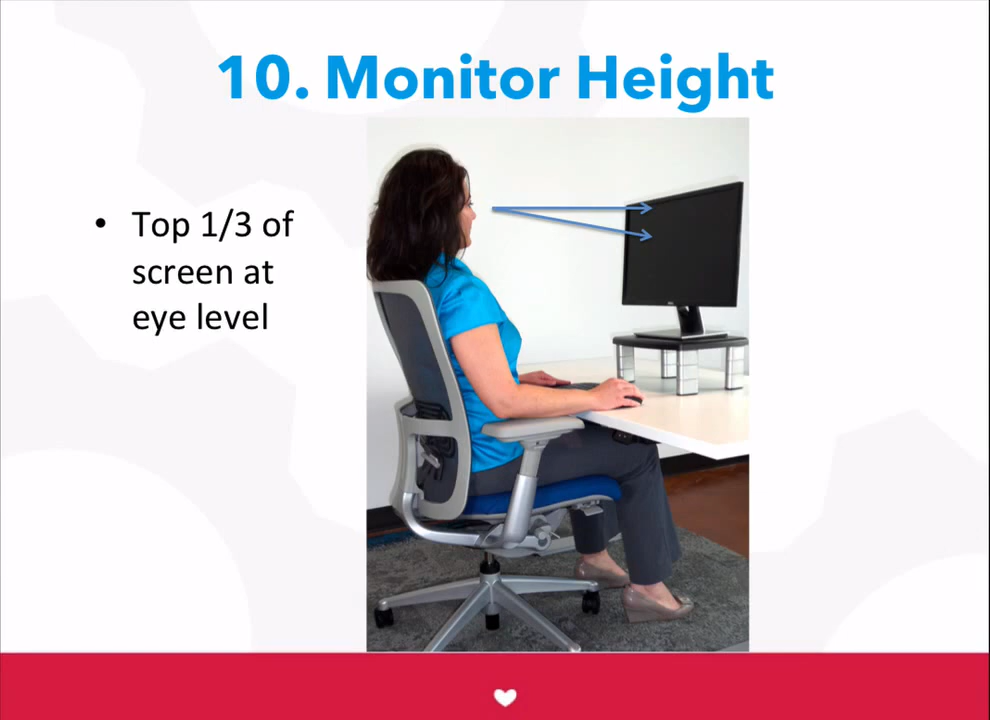 10. Monitor Height
• Top 1/3 of
screen at
eye level